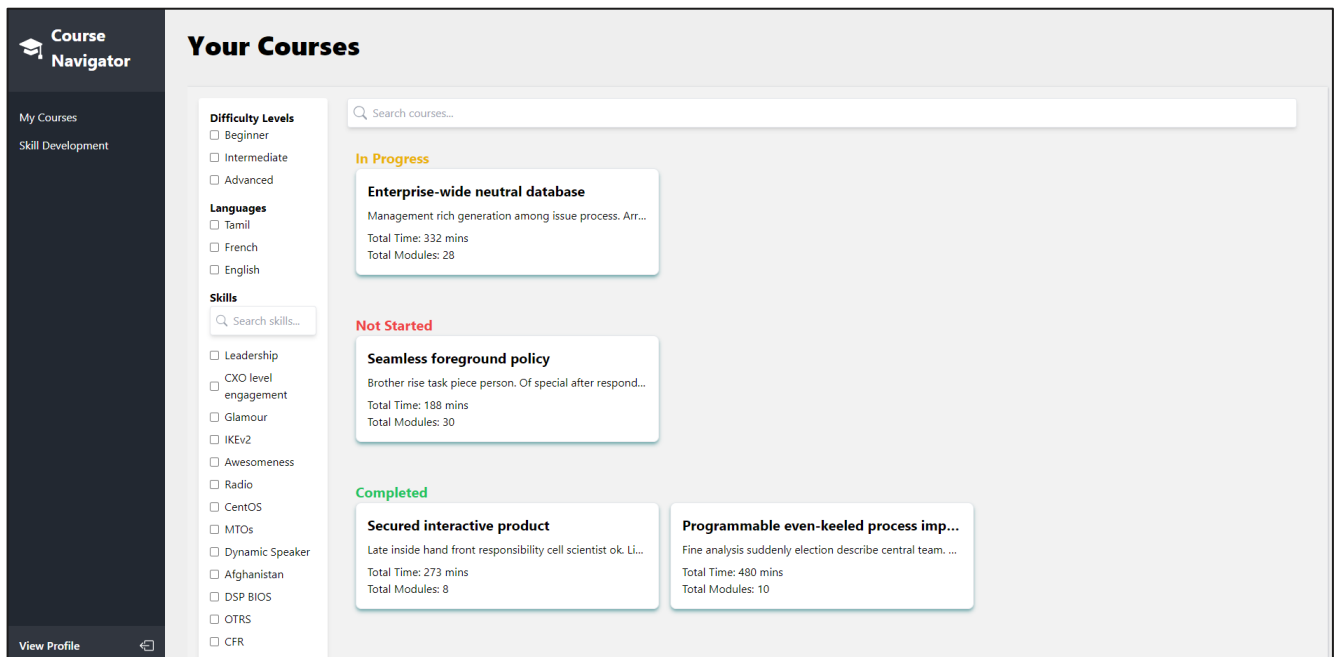 Course
Navigator
My Courses
Skill Development
View Profile
Your Courses
Difficulty Levels
Beginner
Intermediate
Advanced
Languages
Tamil
French
English
Skills
Search skills...
Leadership
CXO level
engagement
Glamour
IKEv2
Awesomeness
Radio
CentOS
MTOs
Dynamic Speaker
Afghanistan
DSP BIOS
OTRS
CFR
Search courses...
In Progress
Enterprise-wide neutral database
Management rich generation among issue process. Arr...
Total Time: 332 mins
Total Modules: 28
Not Started
Seamless foreground policy
Brother rise task piece person. Of special after respond...
Total Time: 188 mins
Total Modules: 30
Completed
Secured interactive product
Late inside hand front responsibility cell scientist ok. Li...
Total Time: 273 mins
Total Modules: 8
Programmable even-keeled process imp...
Fine analysis suddenly election describe central team. ...
Total Time: 480 mins
Total Modules: 10